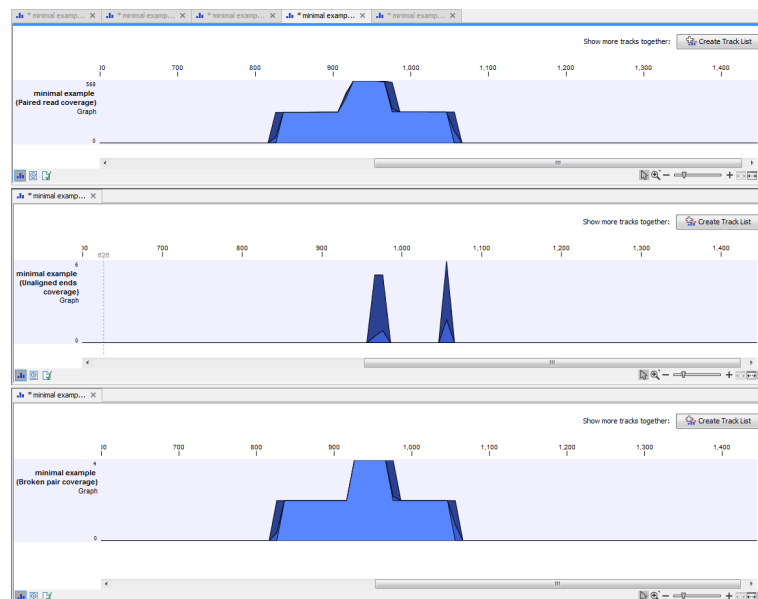 * minimal examp... × * minimal examp... × * minimal examp... × * minimal examp... × * minimal examp... ×
Show more tracks together: Create Track List
700 800 900 1,000 1,100 1,200 1,300 1,400
568
minimal example
(Paired read coverage)
Graph
0
* minimal examp... ×
Show more tracks together: Create Track List
700 800 900 1,000 1,100 1,200 1,300 1,400
626
6
minimal example
(Unaligned ends
coverage)
Graph
0
* minimal examp... ×
Show more tracks together: Create Track List
700 800 900 1,000 1,100 1,200 1,300 1,400
4
minimal example
(Broken pair coverage)
Graph
0